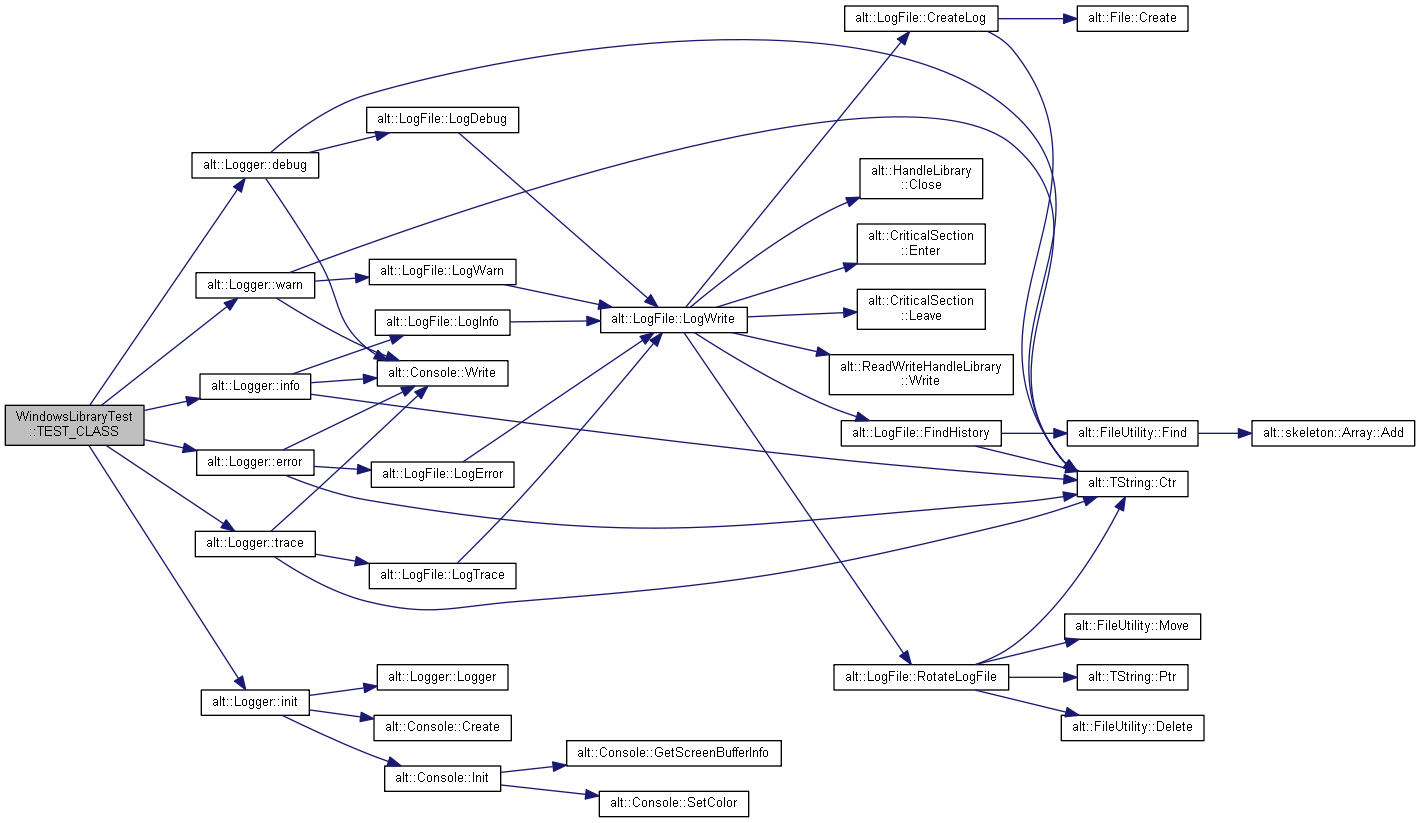 WindowsLibraryTest
::TEST_CLASS
alt::Logger::debug
alt::Logger::warn
alt::Logger::info
alt::Logger::error
alt::Logger::trace
alt::Logger::init
alt::LogFile::LogDebug
alt::LogFile::LogWarn
alt::LogFile::LogInfo
alt::Console::Write
alt::LogFile::LogError
alt::LogFile::LogTrace
alt::Logger::Logger
alt::Console::Create
alt::Console::Init
alt::LogFile::LogWrite
alt::Console::GetScreenBufferInfo
alt::Console::SetColor
alt::LogFile::CreateLog
alt::HandleLibrary
::Close
alt::CriticalSection
::Enter
alt::CriticalSection
::Leave
alt::ReadWriteHandleLibrary
::Write
alt::LogFile::FindHistory
alt::LogFile::RotateLogFile
alt::File::Create
alt::FileUtility::Find
alt::TString::Ctr
alt::FileUtility::Move
alt::TString::Ptr
alt::FileUtility::Delete
alt::skeleton::Array::Add